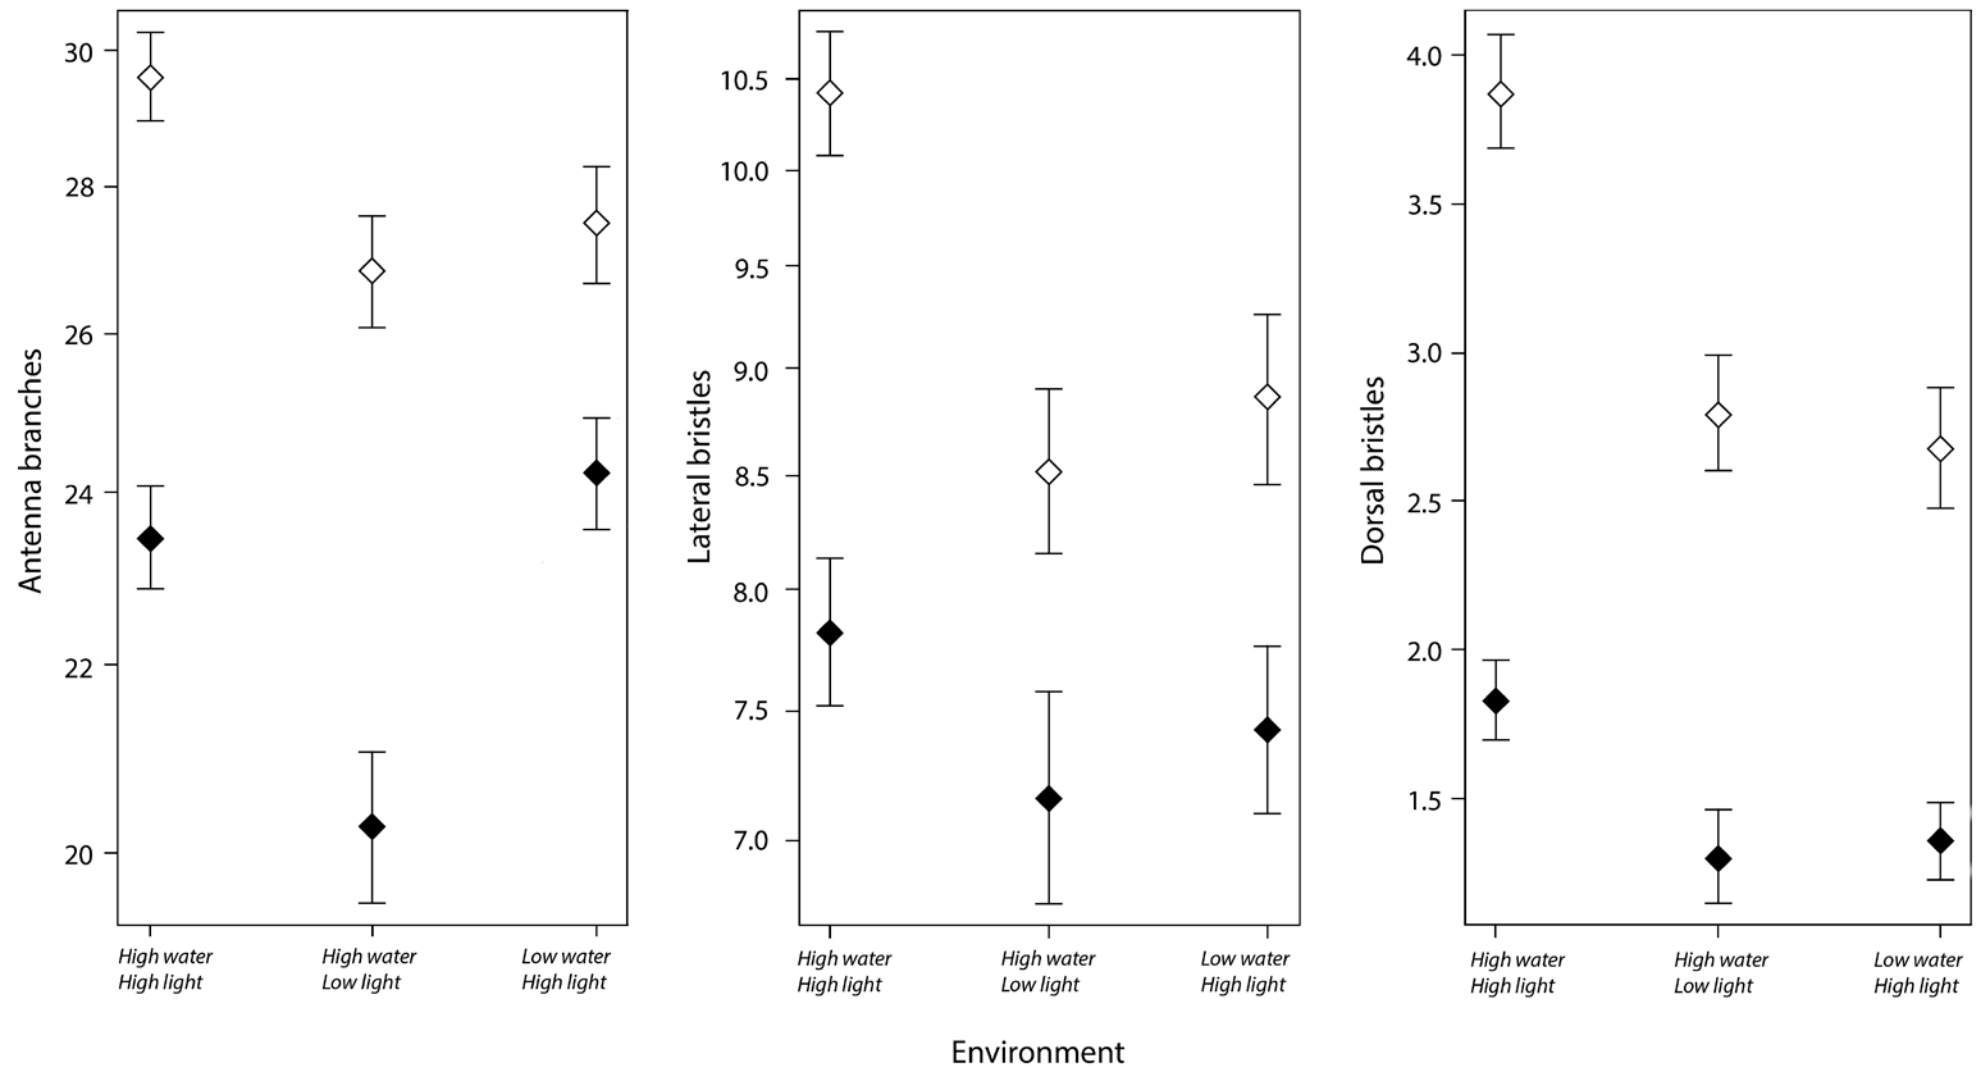 30
28
26
24
22
20
Antenna branches
High water
High light
High water
Low light
Low water
High light
10.5
10.0
9.5
9.0
8.5
8.0
7.5
7.0
Lateral bristles
High water
High light
High water
Low light
Low water
High light
4.0
3.5
3.0
2.5
2.0
1.5
Dorsal bristles
High water
High light
High water
Low light
Low water
High light
Environment